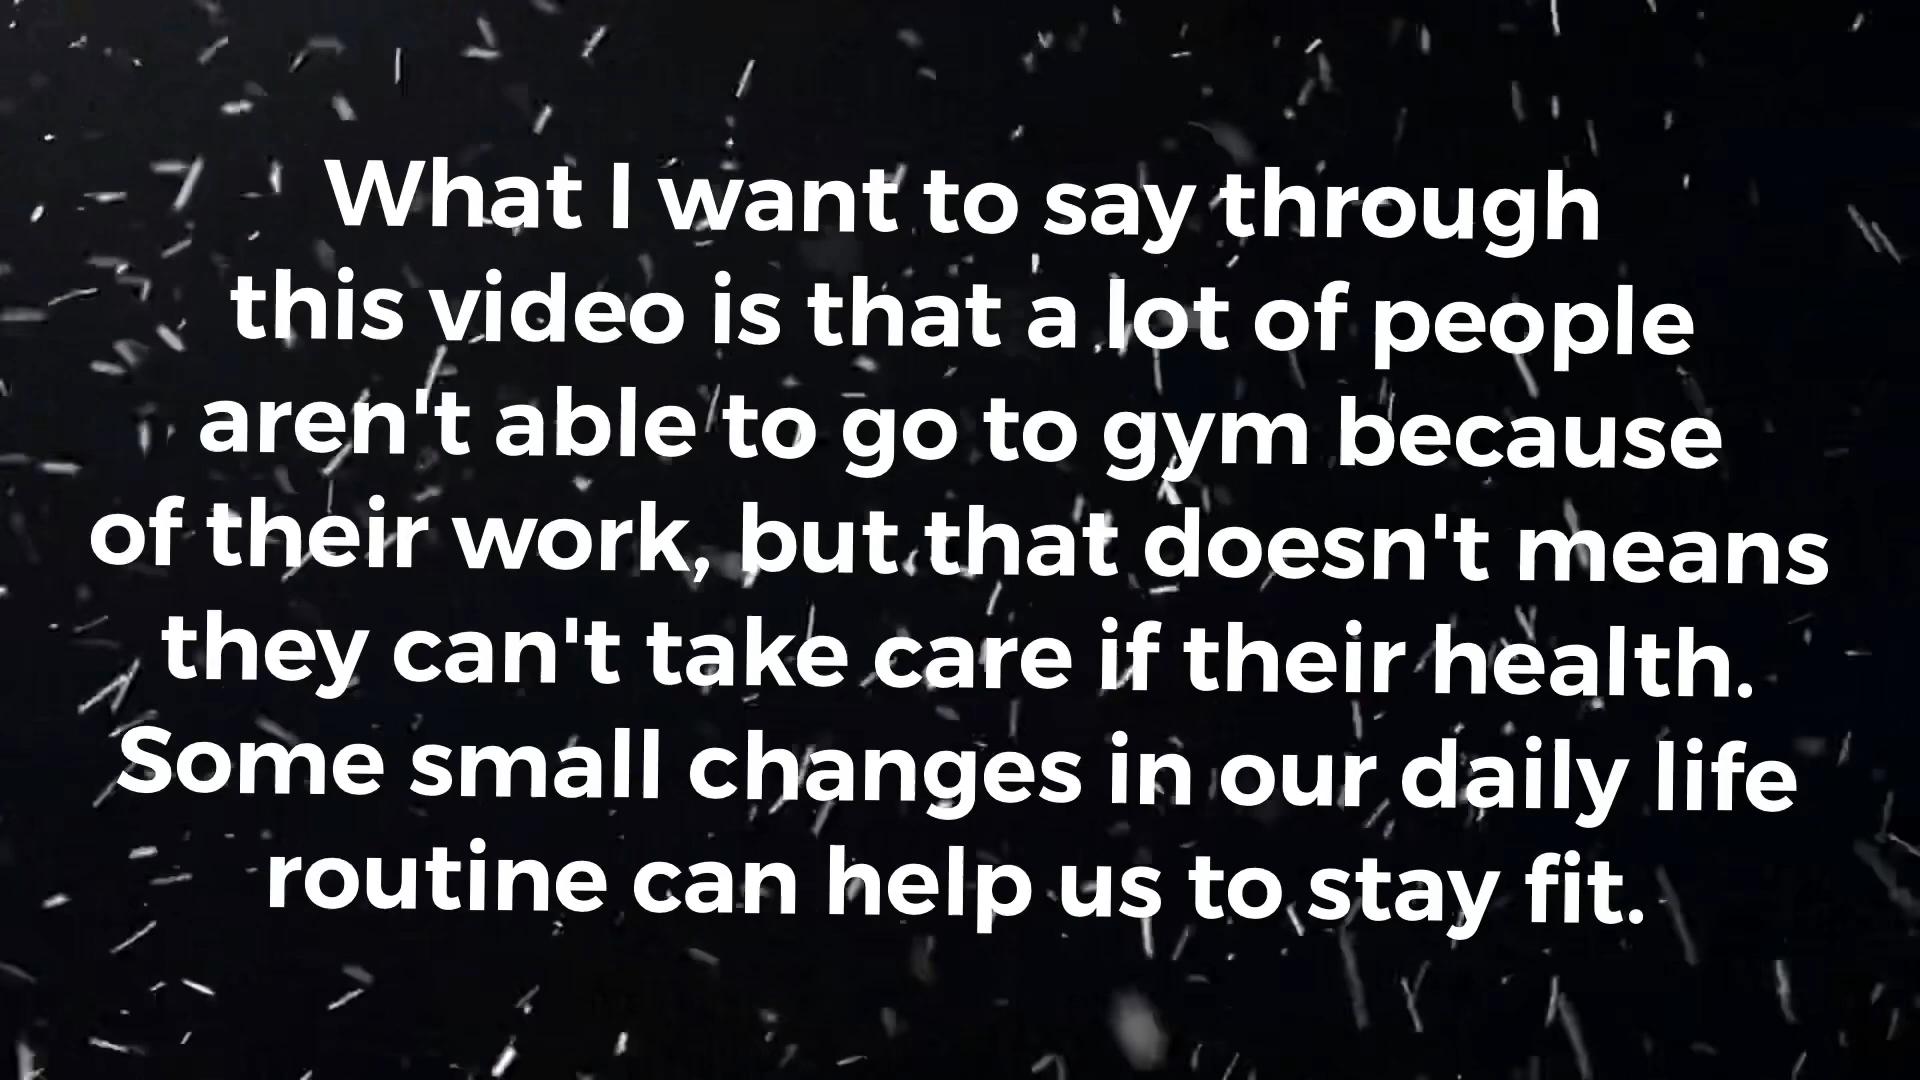 What I want to say through
this video is that a lot of people
aren't able to go to gym because
of their work, but that doesn't means
they can't take care if their health.
Some small changes in our daily life
routine can help us to stay fit.